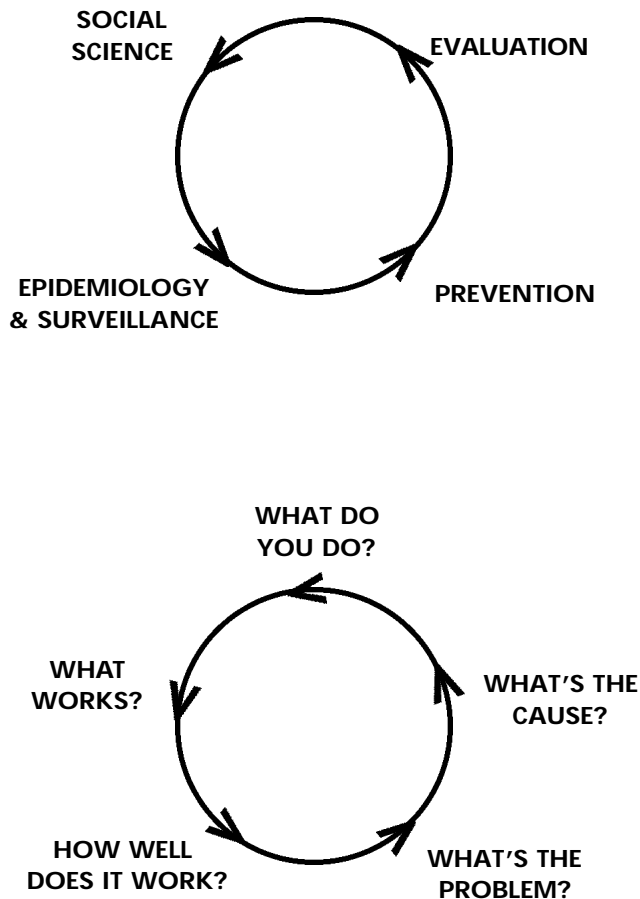 SOCIAL
SCIENCE
EVALUATION
EPIDEMIOLOGY
& SURVEILLANCE
PREVENTION
WHAT DO
YOU DO?
WHAT
WORKS?
WHAT'S THE
CAUSE?
HOW WELL
DOES IT WORK?
WHAT'S THE
PROBLEM?